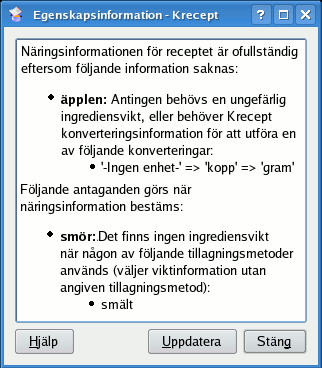 Egenskapsinformation - Krecept
Näringsinformationen för receptet är ofullständig
eftersom följande information saknas:
• äpplen: Antingen behövs en ungefärlig
ingrediensvikt, eller behöver Krecept
konverteringsinformation för att utföra en
av följande konverteringar:
• '-Ingen enhet-' => 'kopp' => 'gram'
Följande antaganden görs när
näringsinformation bestäms:
• smör:.Det finns ingen ingrediensvikt
när någon av följande tillagningsmetoder
används (väljer viktinformation utan
angiven tillagningsmetod):
• smält
Hjälp Uppdatera Stäng